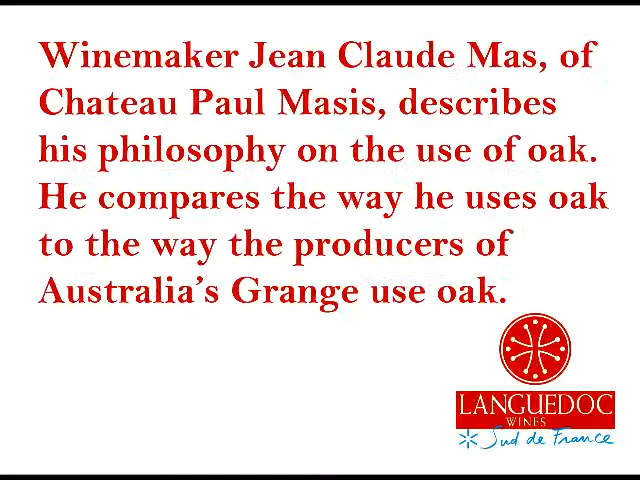 Winemaker Jean Claude Mas, of
Chateau Paul Masis, describes
his philosophy on the use of oak.
He compares the way he uses oak
to the way the producers of
Australia’s Grange use oak.
LANGUEDOC
WINES
Sud de France